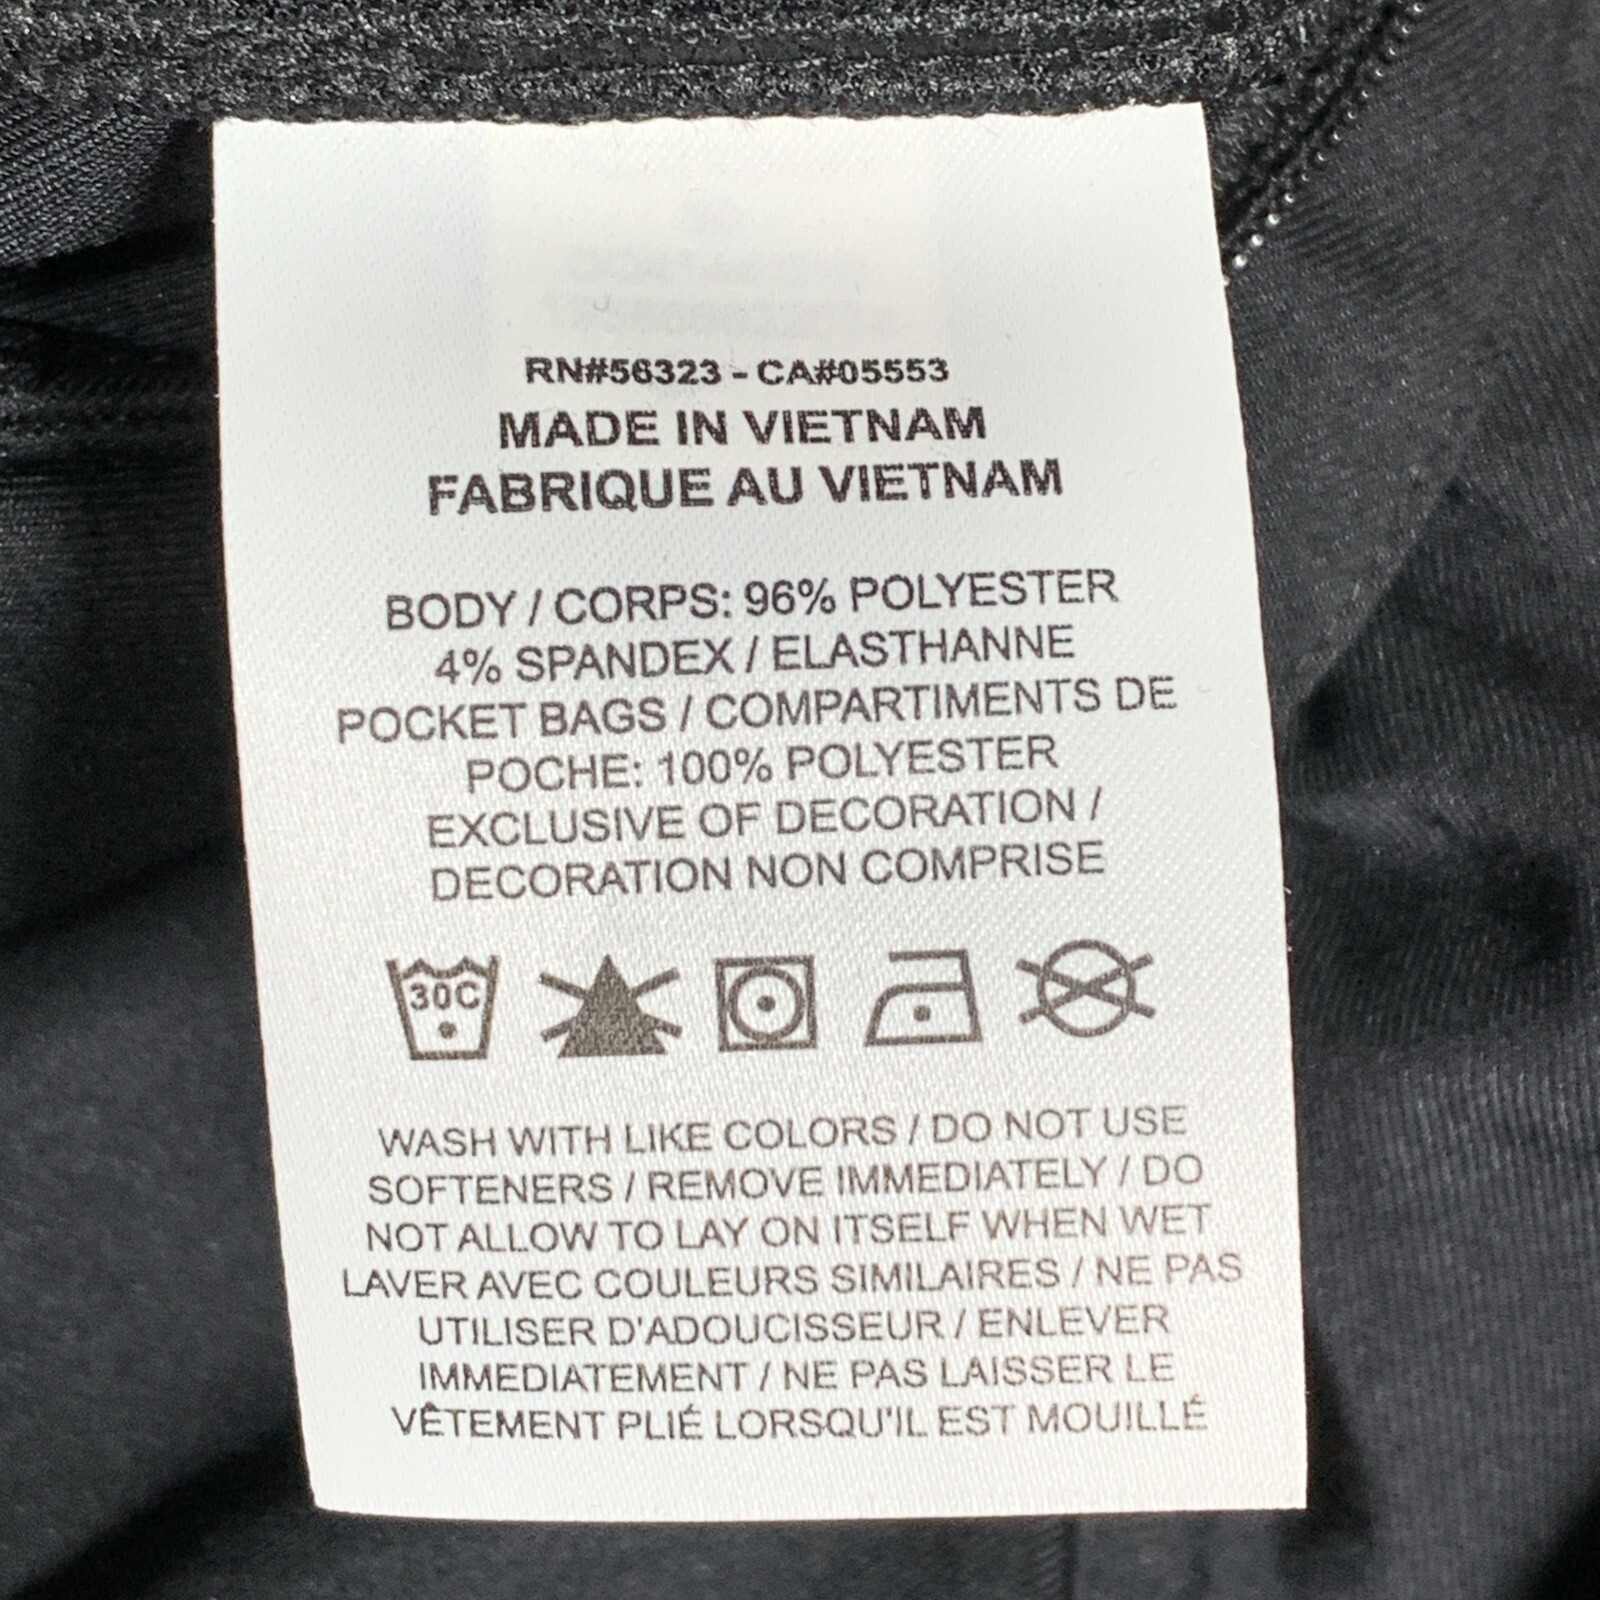 RN#56323 - CA#05553
MADE IN VIETNAM
FABRIQUE AU VIETNAM
BODY / CORPS: 96% POLYESTER
4% SPANDEX / ELASTHANNE
POCKET BAGS / COMPARTIMENTS DE
POCHE: 100% POLYESTER
EXCLUSIVE OF DECORATION /
DECORATION NON COMPRISE
30C
WASH WITH LIKE COLORS / DO NOT USE
SOFTENERS / REMOVE IMMEDIATELY / DO
NOT ALLOW TO LAY ON ITSELF WHEN WET
LAVER AVEC COULEURS SIMILAIRES / NE PAS
UTILISER D'ADOUCISSEUR / ENLEVER
IMMEDIATEMENT / NE PAS LAISSER LE
VÊTEMENT PLIÉ LORSQU'IL EST MOUILLÉ